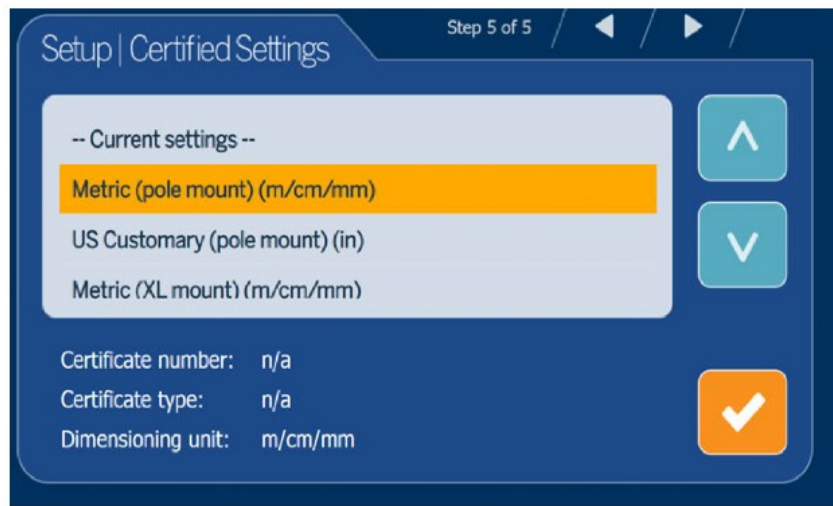 Setup | Certified Settings
Step 5 of 5
-- Current settings --
Metric (pole mount) (m/cm/mm)
US Customary (pole mount) (in)
Metric (XL mount) (m/cm/mm)
Certificate number: n/a
Certificate type: n/a
Dimensioning unit: m/cm/mm